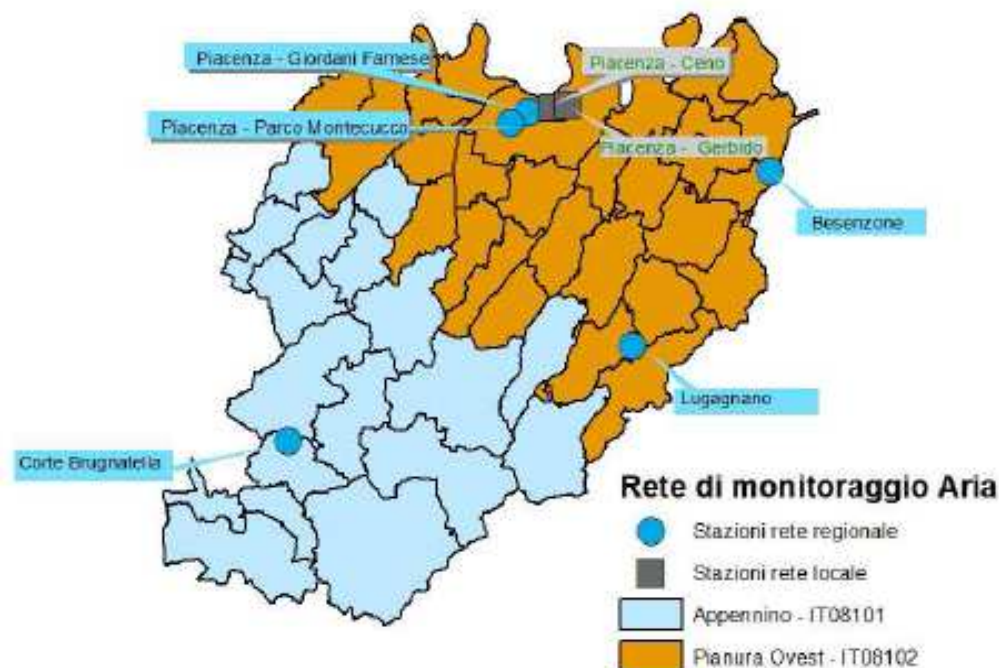 Piacenza - Giordani Farnese
Piacenza - Ceno
Piacenza - Parco Montecucco
Piacenza - Gerbido
Besenzone
Lugagnano
Corte Brugnatella
Rete di monitoraggio Aria
Stazioni rete regionale
Stazioni rete locale
Appennino - IT08101
Pianura Ovest - IT08102